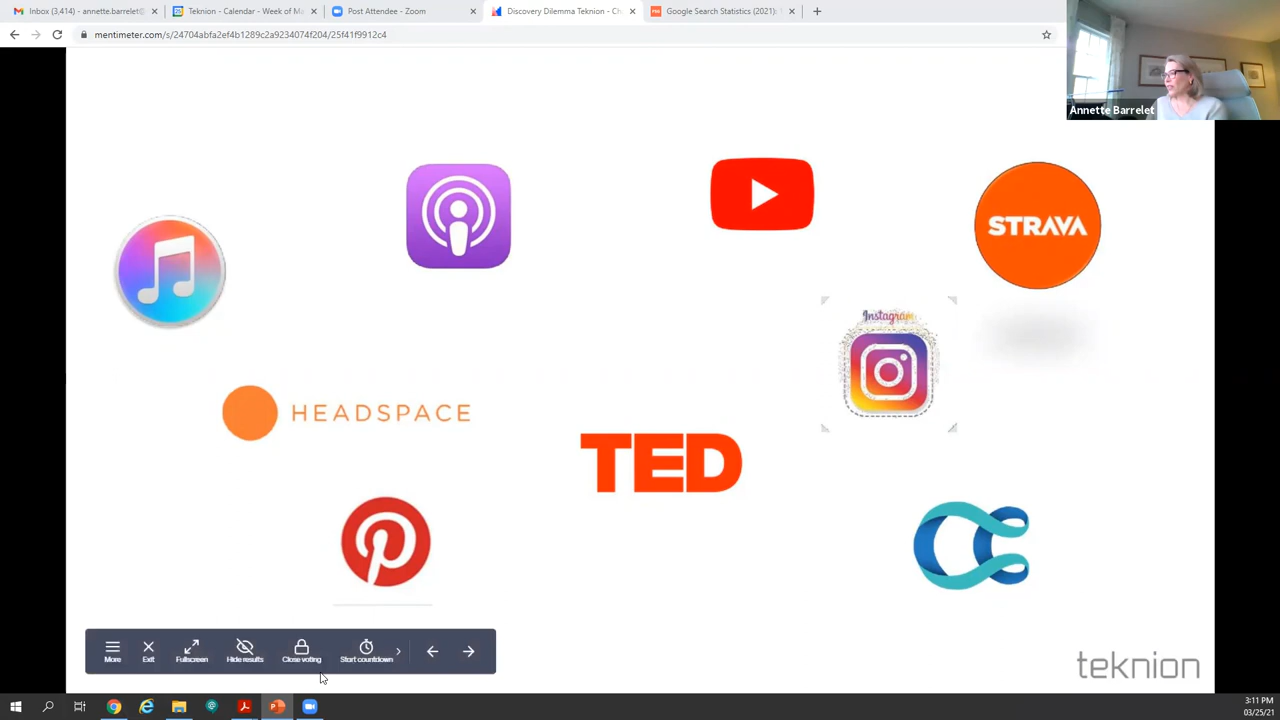 Inbox (3,414) - annette.barrelet@
Teknion - Calendar - Week of M
Post Attendee - Zoom
Discovery Dilemma Teknion - Ch
Google Search Statistics (2021):
mentimeter.com/s/24704abfa2ef4b1289c2a9234074f204/25f41f9912c4
Annette Barrelet
STRAVA
Instagram
HEADSPACE
TED
More
Exit
Fullscreen
Hide results
Close voting
Start countdown
teknion
3:11 PM
03/25/21